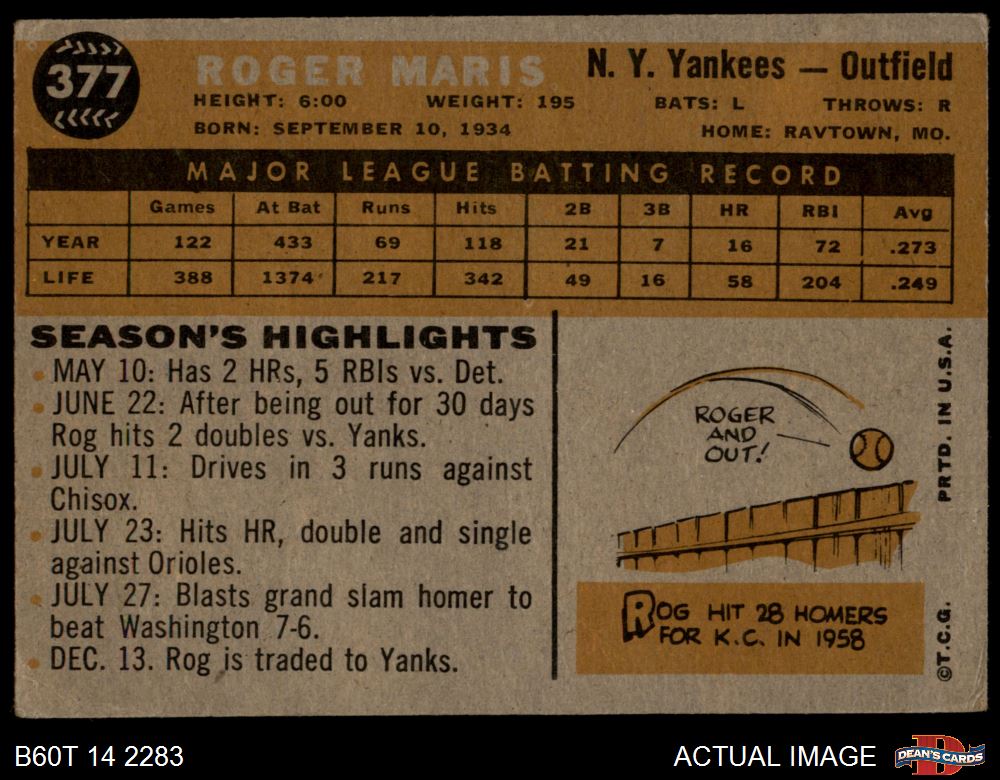 377
ROGER MARIS
N. Y. Yankees — Outfield
HEIGHT: 6:00 WEIGHT: 195 BATS: L THROWS: R
BORN: SEPTEMBER 10, 1934 HOME: RAVTOWN, MO.
MAJOR LEAGUE BATTING RECORD
Games At Bat Runs Hits 2B 3B HR RBI Avg
YEAR 122 433 69 118 21 7 16 72 .273
LIFE 388 1374 217 342 49 16 58 204 .249
SEASON'S HIGHLIGHTS
MAY 10: Has 2 HRs, 5 RBIs vs. Det.
JUNE 22: After being out for 30 days
Rog hits 2 doubles vs. Yanks.
JULY 11: Drives in 3 runs against
Chisox.
JULY 23: Hits HR, double and single
against Orioles.
JULY 27: Blasts grand slam homer to
beat Washington 7-6.
DEC. 13. Rog is traded to Yanks.
ROGER
AND
OUT!
ROG HIT 28 HOMERS
FOR K.C. IN 1958
©T.C.G. PRTD. IN U.S.A.
B60T 14 2283
ACTUAL IMAGE
DEAN'S CARDS